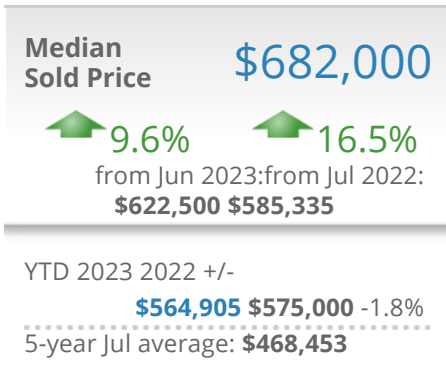 Median
Sold Price
$682,000
9.6% 16.5%
from Jun 2023:from Jul 2022:
$622,500 $585,335
YTD 2023 2022 +/-
$564,905 $575,000 -1.8%
5-year Jul average: $468,453